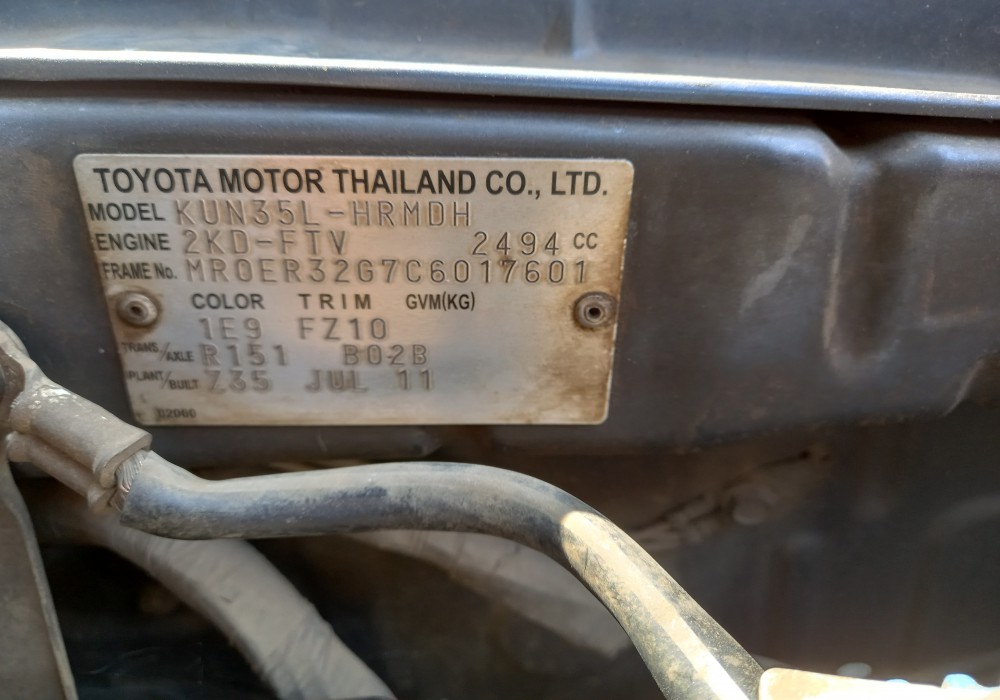 TOYOTA MOTOR THAILAND CO., LTD.
MODEL KUN35L-HRMDH
ENGINE 2KD-FTV 2494 CC
FRAME No. MR0ER32G7C6017601
COLOR TRIM GVM(KG)
1E9 FZ10
TRANS/AXLE R151 B02B
PLANT/BUILT Z35 JUL 11
02060